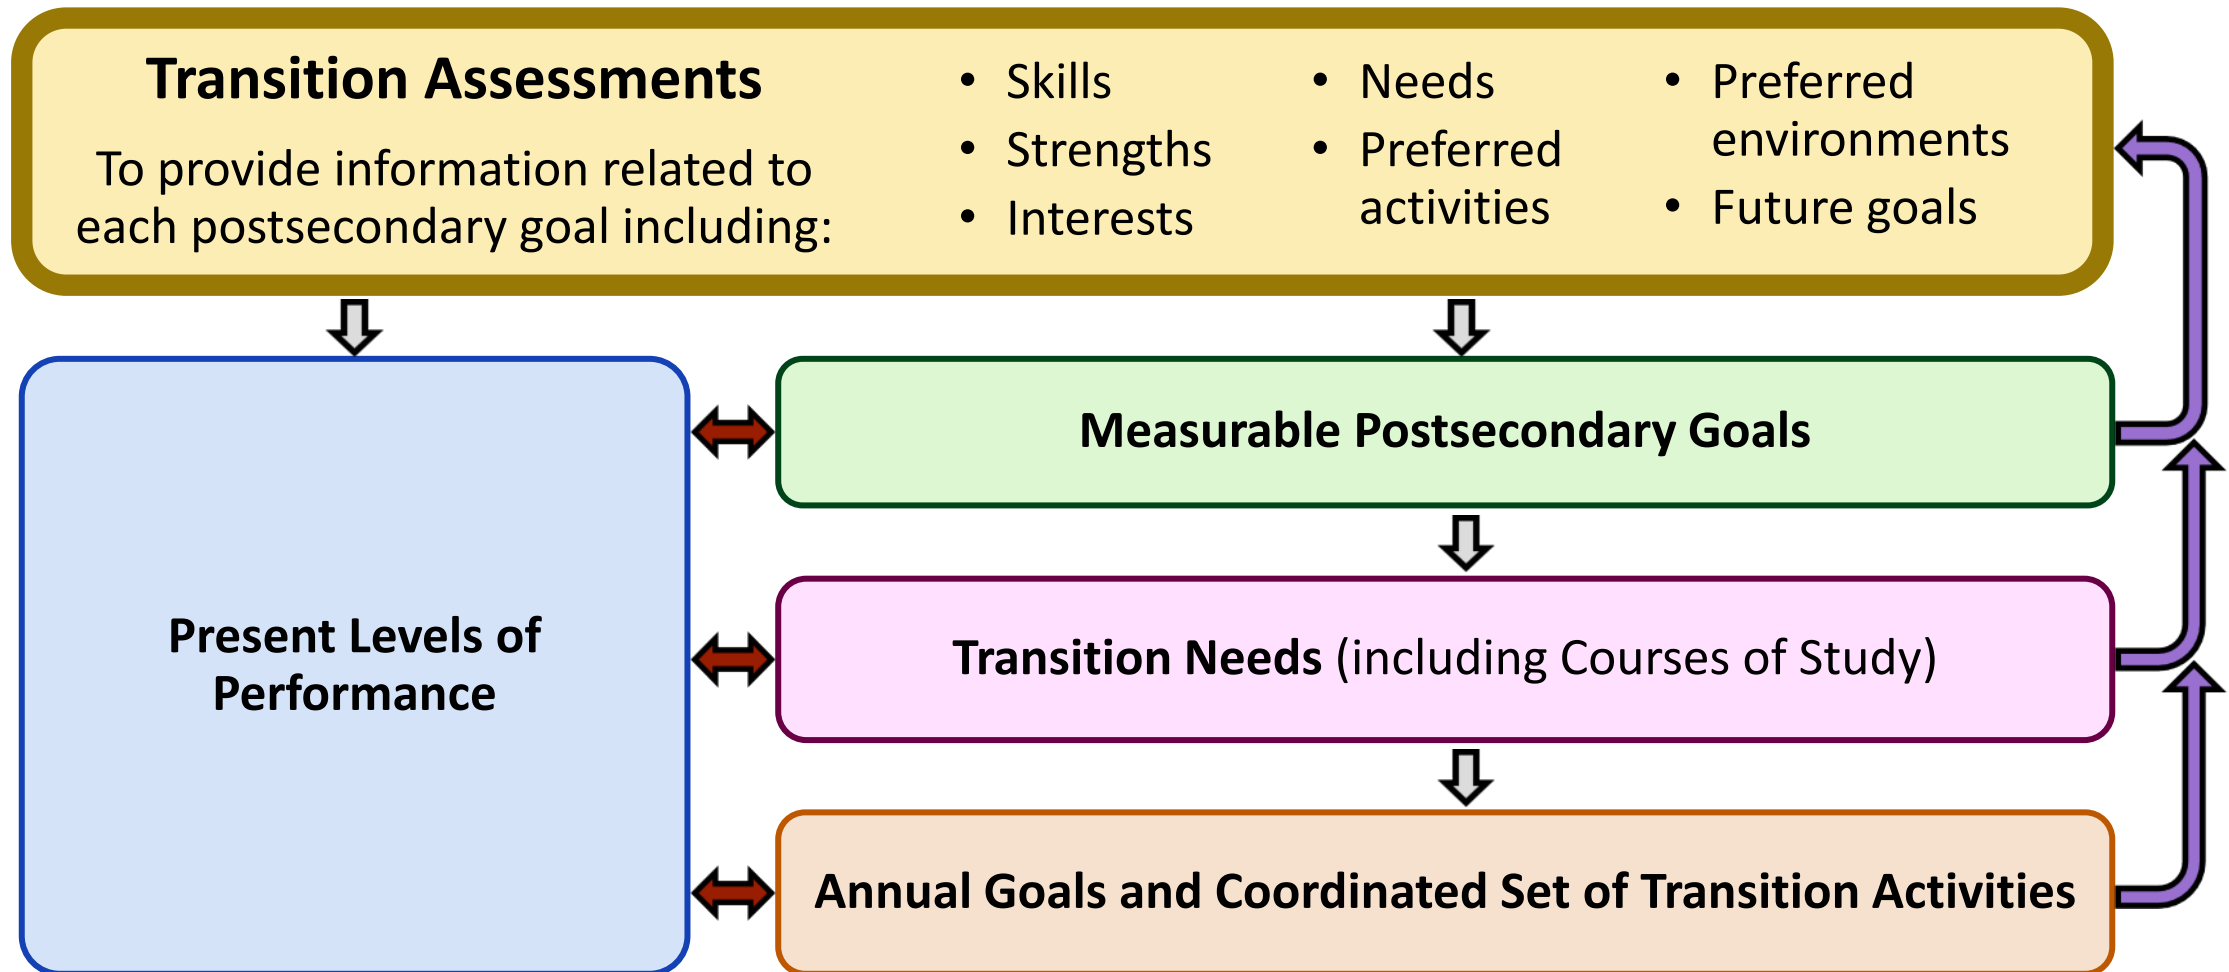 Transition Assessments
To provide information related to
each postsecondary goal including:
• Skills
• Strengths
• Interests
• Needs
• Preferred
activities
• Preferred
environments
• Future goals
Present Levels of
Performance
Measurable Postsecondary Goals
Transition Needs (including Courses of Study)
Annual Goals and Coordinated Set of Transition Activities